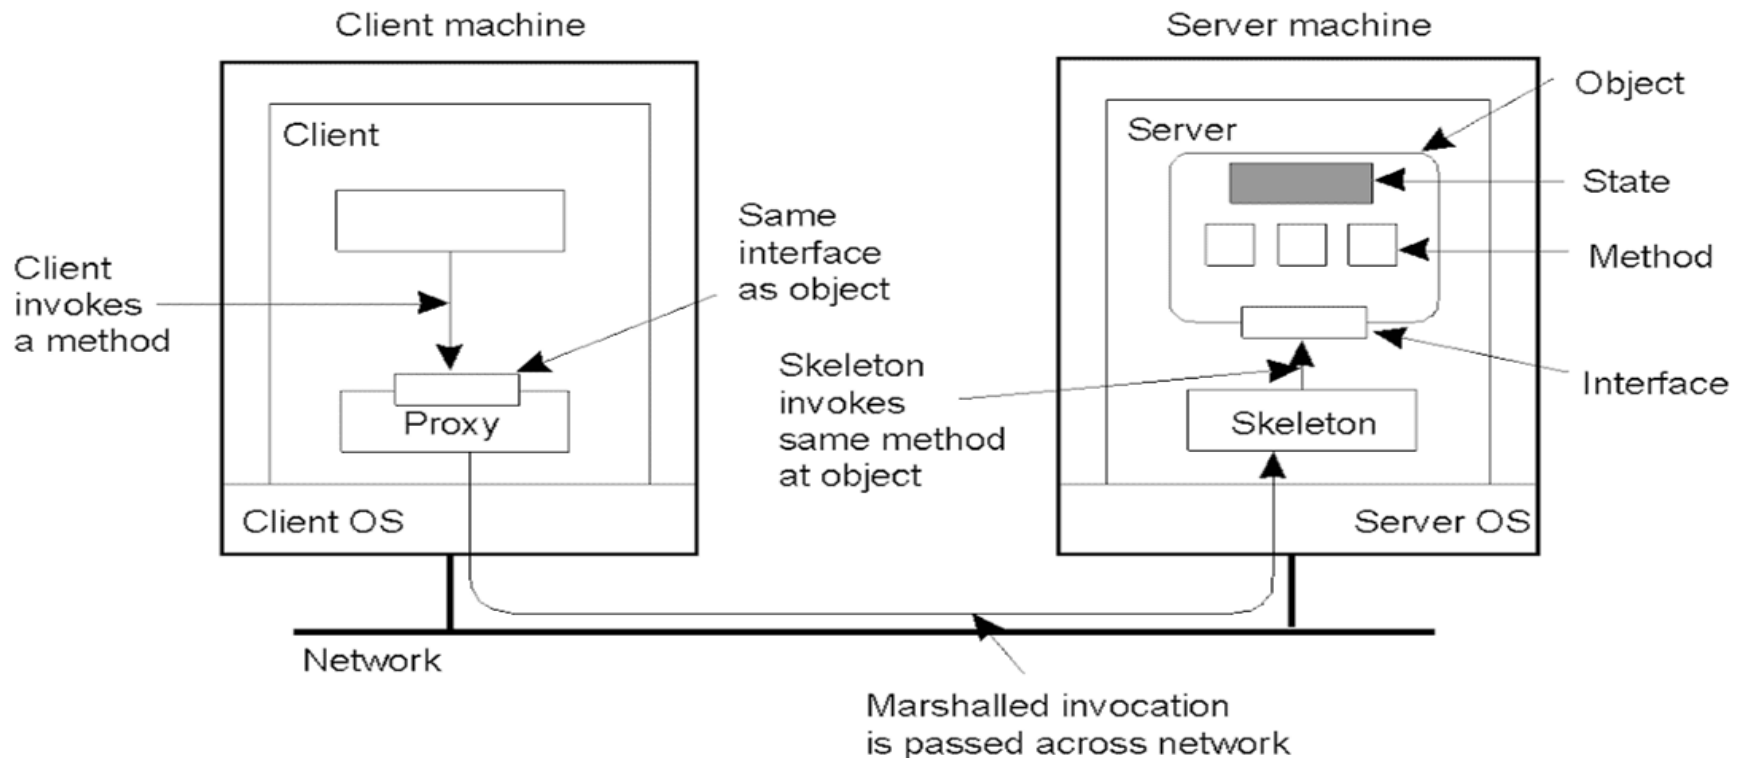 Client machine
Server machine
Object
Client
Server
State
Same
interface
as object
Client
invokes
a method
Method
Skeleton
invokes
same method
at object
Interface
Proxy
Skeleton
Client OS
Server OS
Network
Marshalled invocation
is passed across network